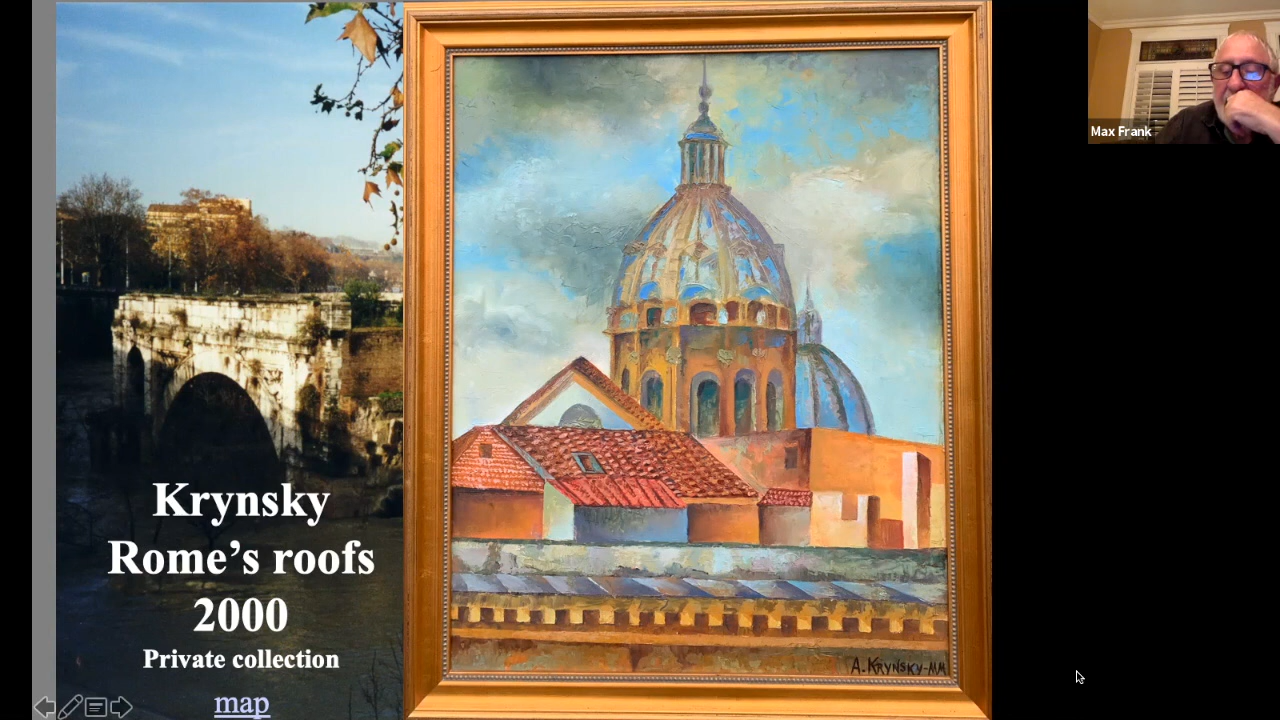 Krynsky
Rome’s roofs
2000
Private collection
map
A. KRYNSKY-MM
Max Frank